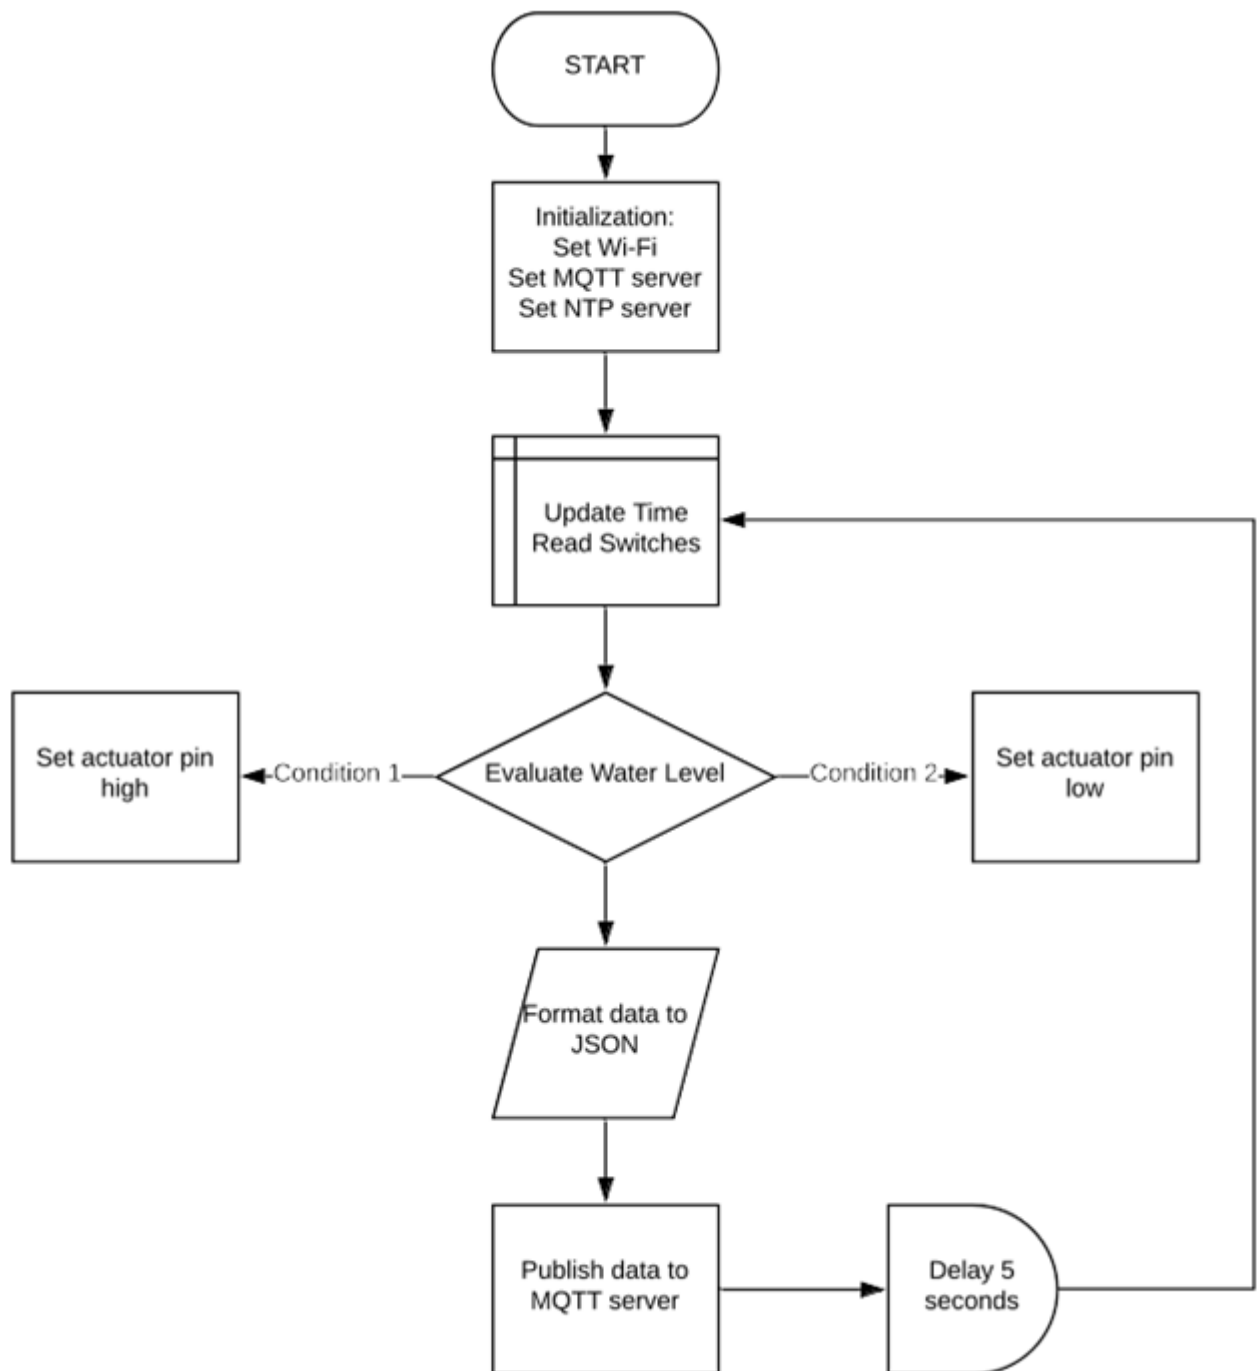 START
Initialization:
Set Wi-Fi
Set MQTT server
Set NTP server
Update Time
Read Switches
Set actuator pin
high
Condition 1
Evaluate Water Level
Condition 2
Set actuator pin
low
Format data to
JSON
Publish data to
MQTT server
Delay 5
seconds